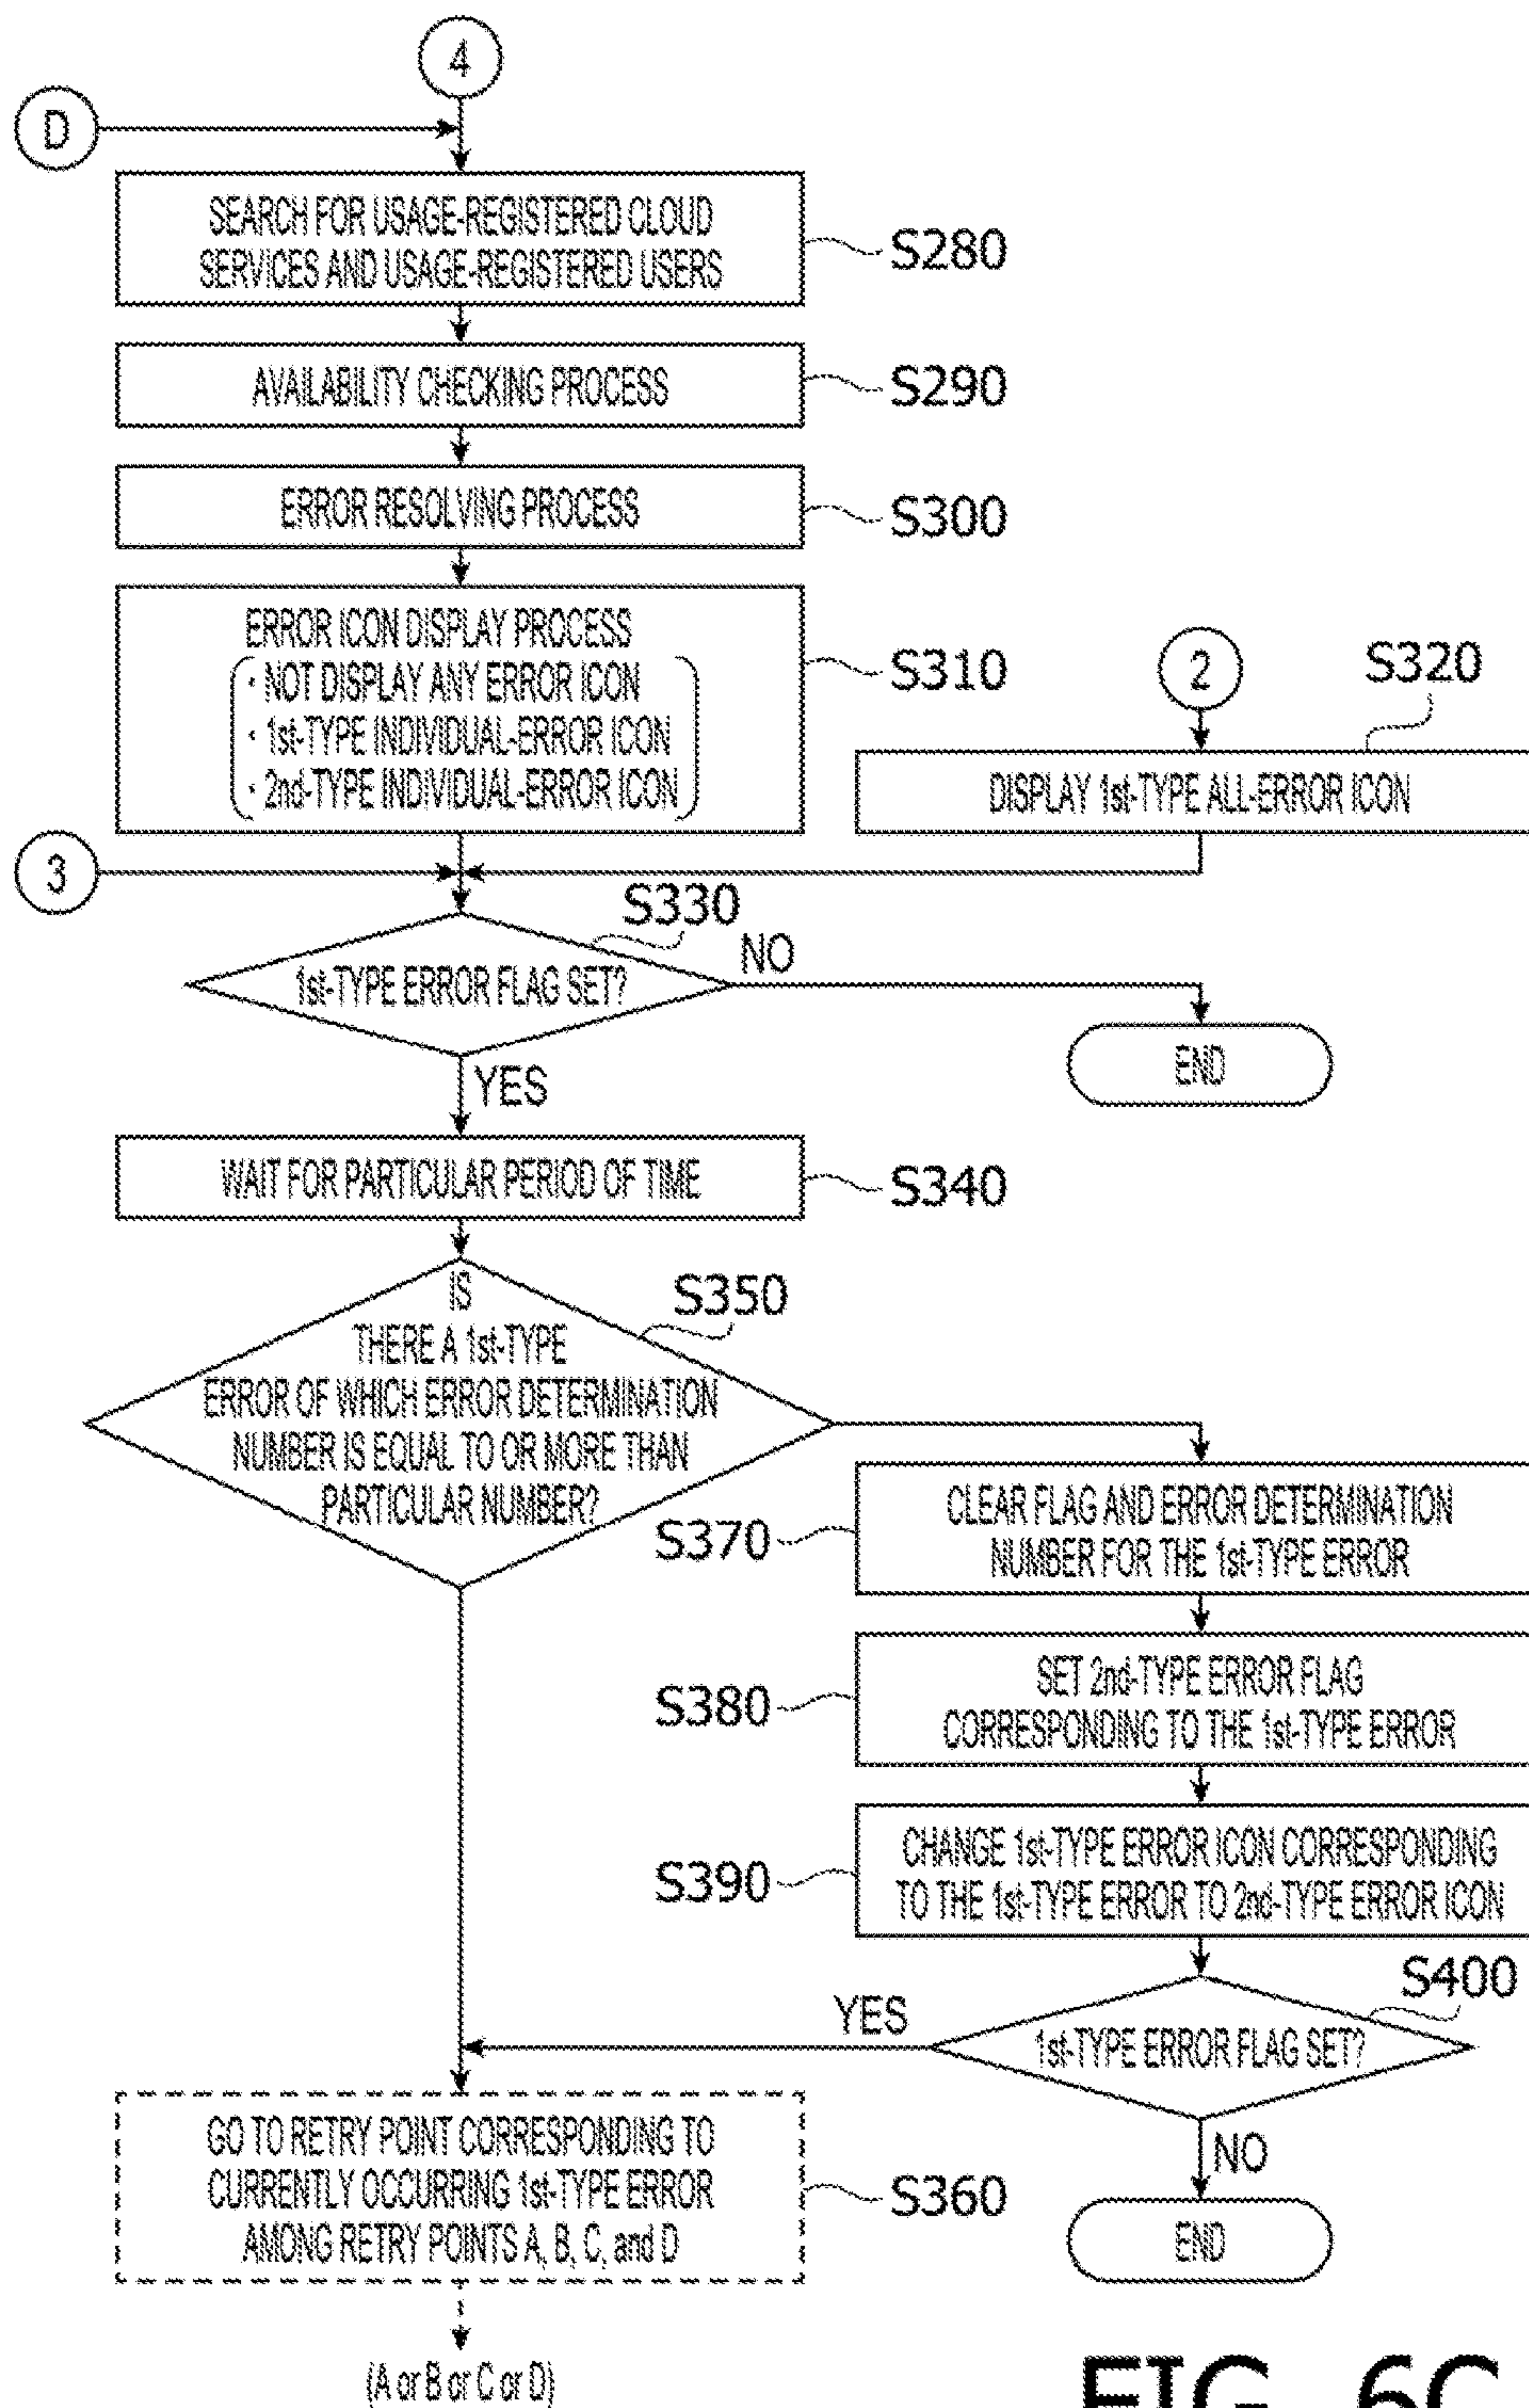 4
D
SEARCH FOR USAGE-REGISTERED CLOUD
SERVICES AND USAGE-REGISTERED USERS
S280
AVAILABILITY CHECKING PROCESS
S290
ERROR RESOLVING PROCESS
S300
ERROR ICON DISPLAY PROCESS
· NOT DISPLAY ANY ERROR ICON
· 1st-TYPE INDIVIDUAL-ERROR ICON
· 2nd-TYPE INDIVIDUAL-ERROR ICON
S310
2
S320
DISPLAY 1st-TYPE ALL-ERROR ICON
3
S330
1st-TYPE ERROR FLAG SET?
NO
END
YES
WAIT FOR PARTICULAR PERIOD OF TIME
S340
IS
THERE A 1st-TYPE
ERROR OF WHICH ERROR DETERMINATION
NUMBER IS EQUAL TO OR MORE THAN
PARTICULAR NUMBER?
S350
S370
CLEAR FLAG AND ERROR DETERMINATION
NUMBER FOR THE 1st-TYPE ERROR
S380
SET 2nd-TYPE ERROR FLAG
CORRESPONDING TO THE 1st-TYPE ERROR
S390
CHANGE 1st-TYPE ERROR ICON CORRESPONDING
TO THE 1st-TYPE ERROR TO 2nd-TYPE ERROR ICON
S400
YES
1st-TYPE ERROR FLAG SET?
NO
END
GO TO RETRY POINT CORRESPONDING TO
CURRENTLY OCCURRING 1st-TYPE ERROR
AMONG RETRY POINTS A, B, C, and D
S360
(A or B or C or D)
FIG. 6C